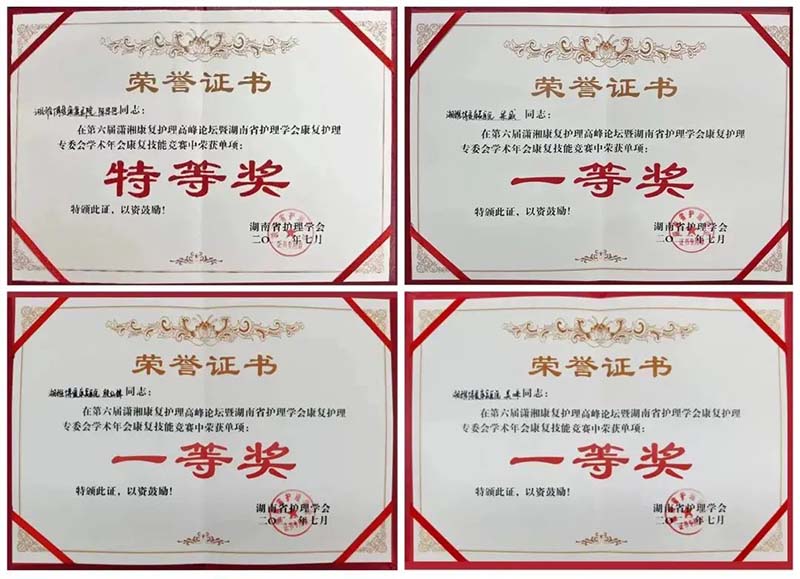 荣誉证书
同志：
在第六届潇湘康复护理高峰论坛暨湖南省护理学会康复护理
专委会学术年会康复技能竞赛中荣获单项：
特等奖
特颁此证，以资鼓励！
湖南省护理学会
二〇 年七月
荣誉证书
同志：
在第六届潇湘康复护理高峰论坛暨湖南省护理学会康复护理
专委会学术年会康复技能竞赛中荣获单项：
一等奖
特颁此证，以资鼓励！
湖南省护理学会
二〇 年七月
荣誉证书
同志：
在第六届潇湘康复护理高峰论坛暨湖南省护理学会康复护理
专委会学术年会康复技能竞赛中荣获单项：
一等奖
特颁此证，以资鼓励！
湖南省护理学会
二〇 年七月
荣誉证书
同志：
在第六届潇湘康复护理高峰论坛暨湖南省护理学会康复护理
专委会学术年会康复技能竞赛中荣获单项：
一等奖
特颁此证，以资鼓励！
湖南省护理学会
二〇 年七月